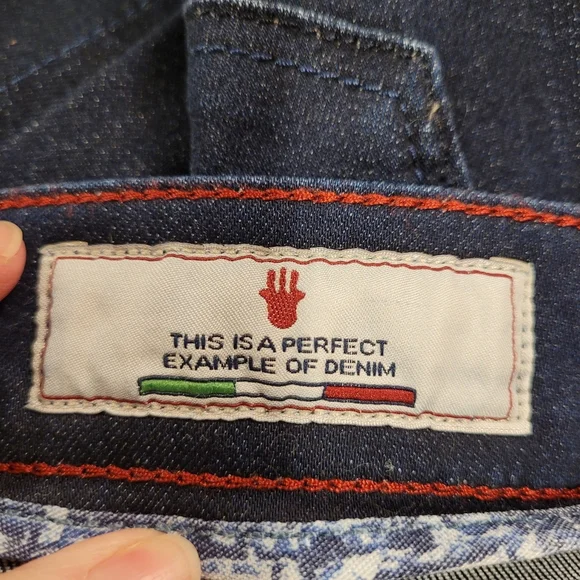 THIS IS A PERFECT
EXAMPLE OF DENIM